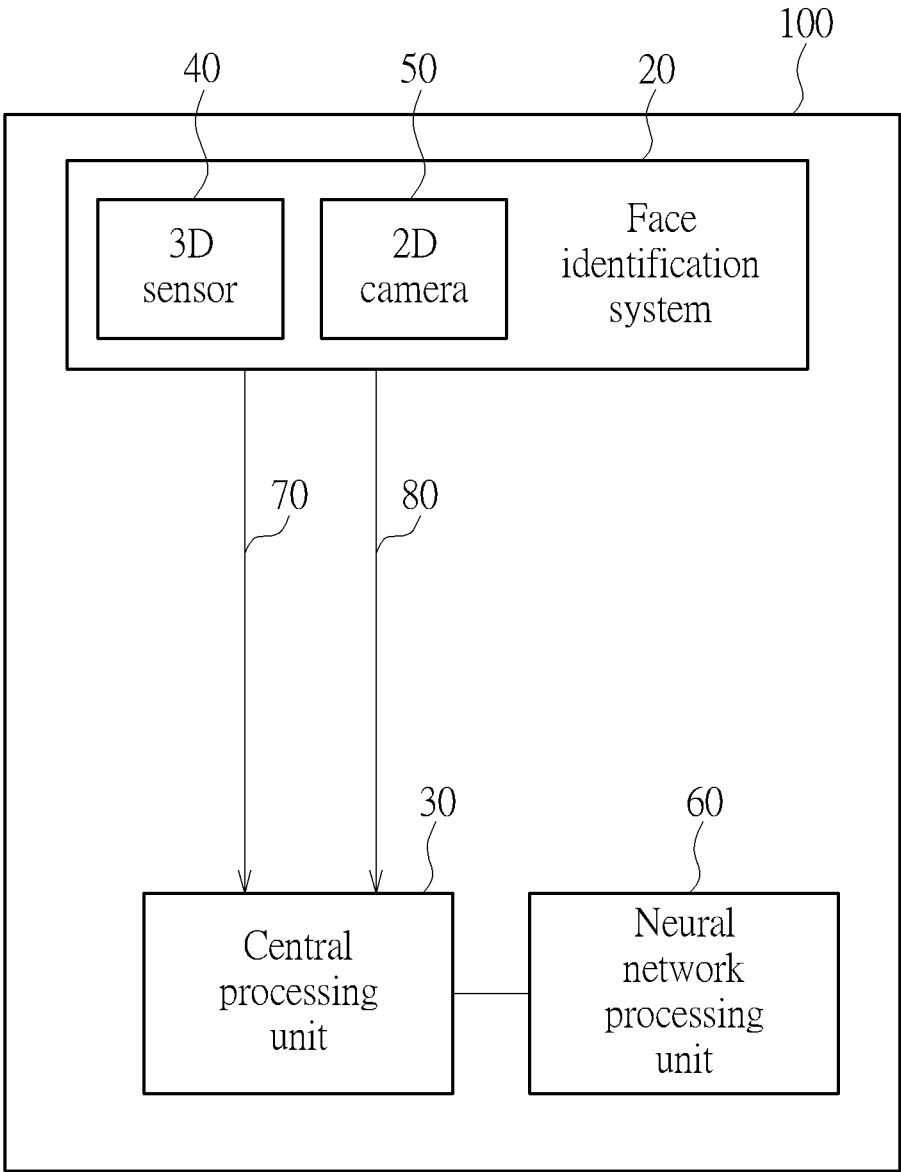 100
40
50
20
3D
sensor
2D
camera
Face
identification
system
70
80
30
60
Central
processing
unit
Neural
network
processing
unit